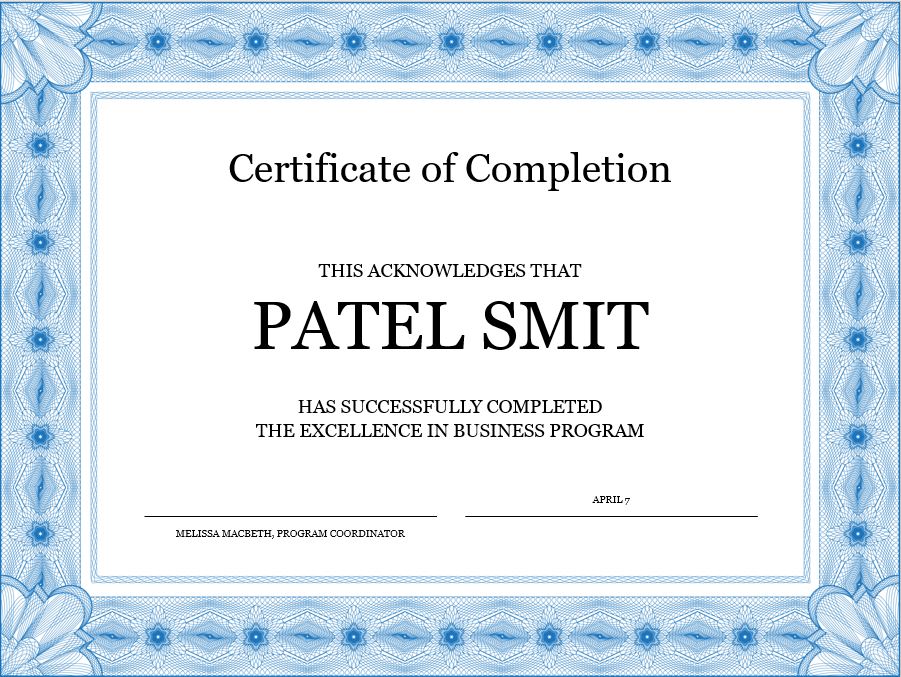 Certificate of Completion
THIS ACKNOWLEDGES THAT
PATEL SMIT
HAS SUCCESSFULLY COMPLETED
THE EXCELLENCE IN BUSINESS PROGRAM
APRIL 7
MELISSA MACBETH, PROGRAM COORDINATOR